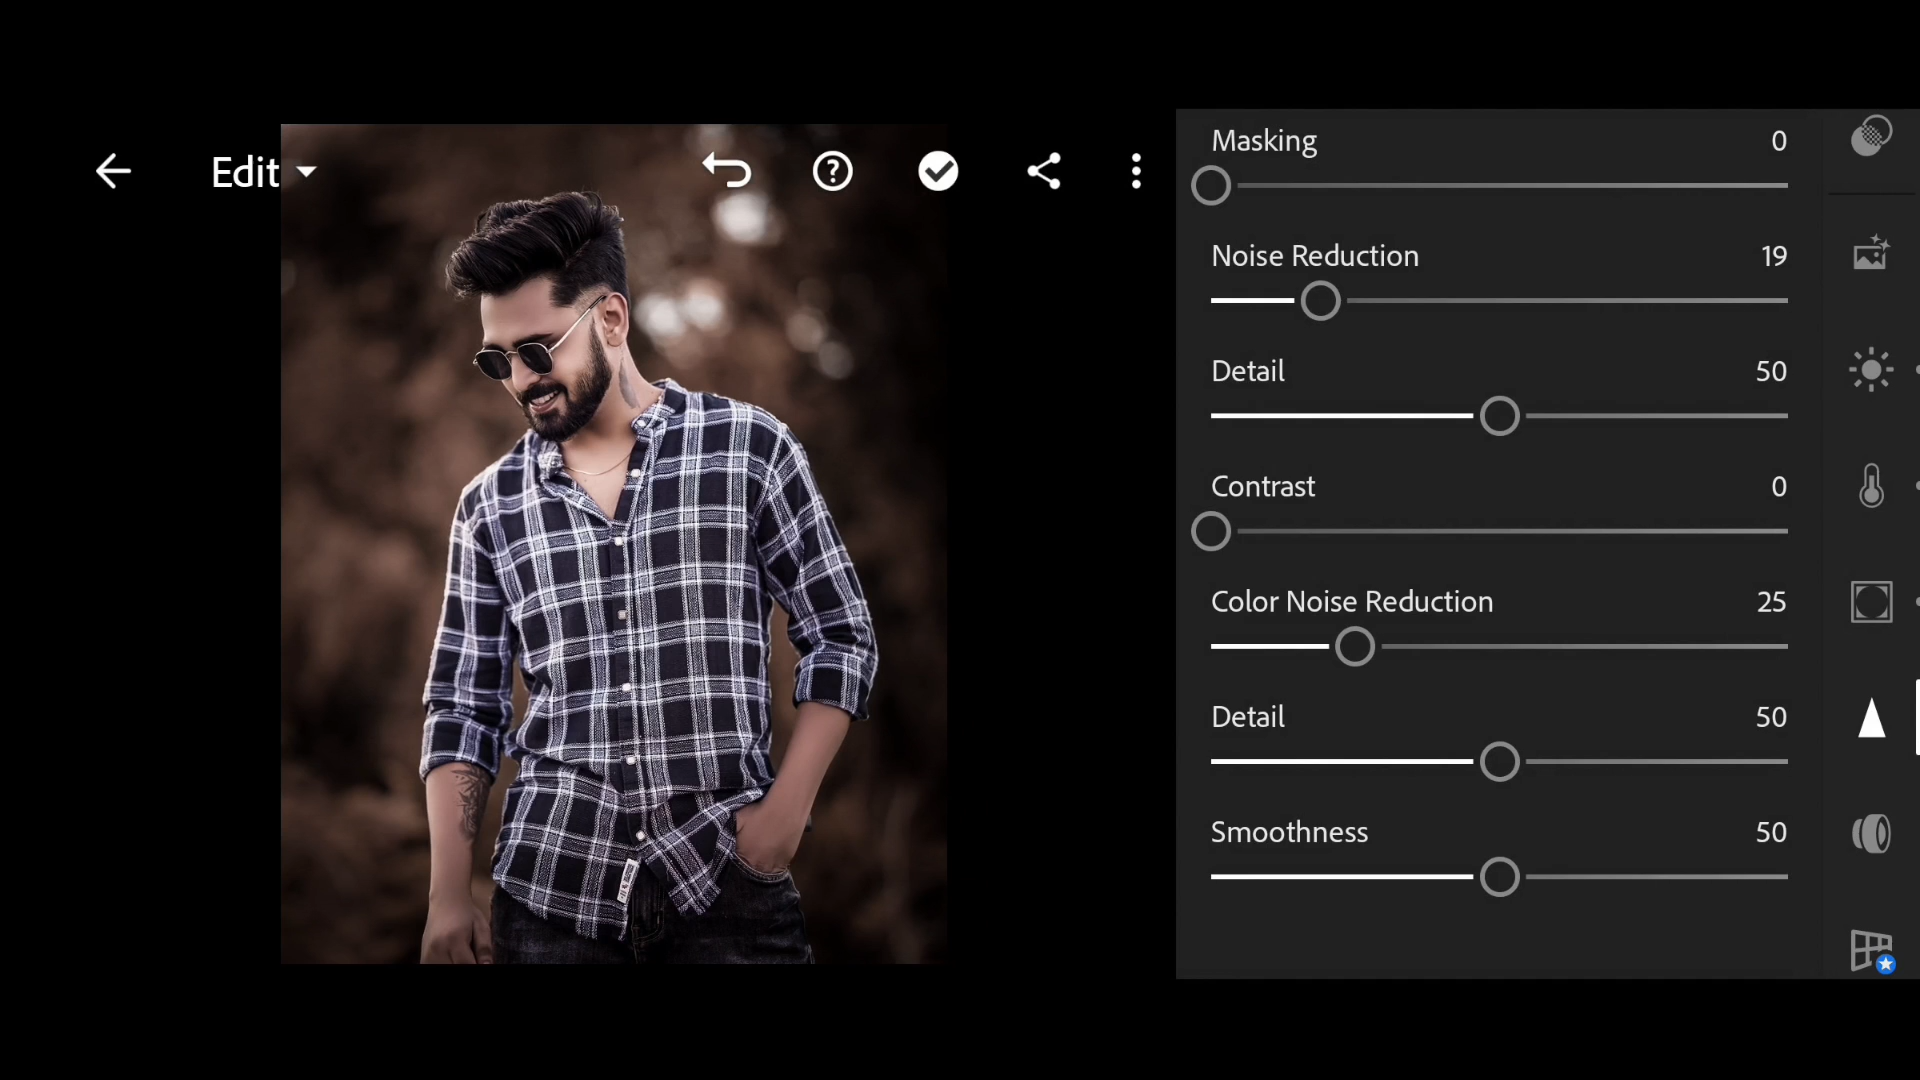 Edit
Masking 0
Noise Reduction 19
Detail 50
Contrast 0
Color Noise Reduction 25
Detail 50
Smoothness 50